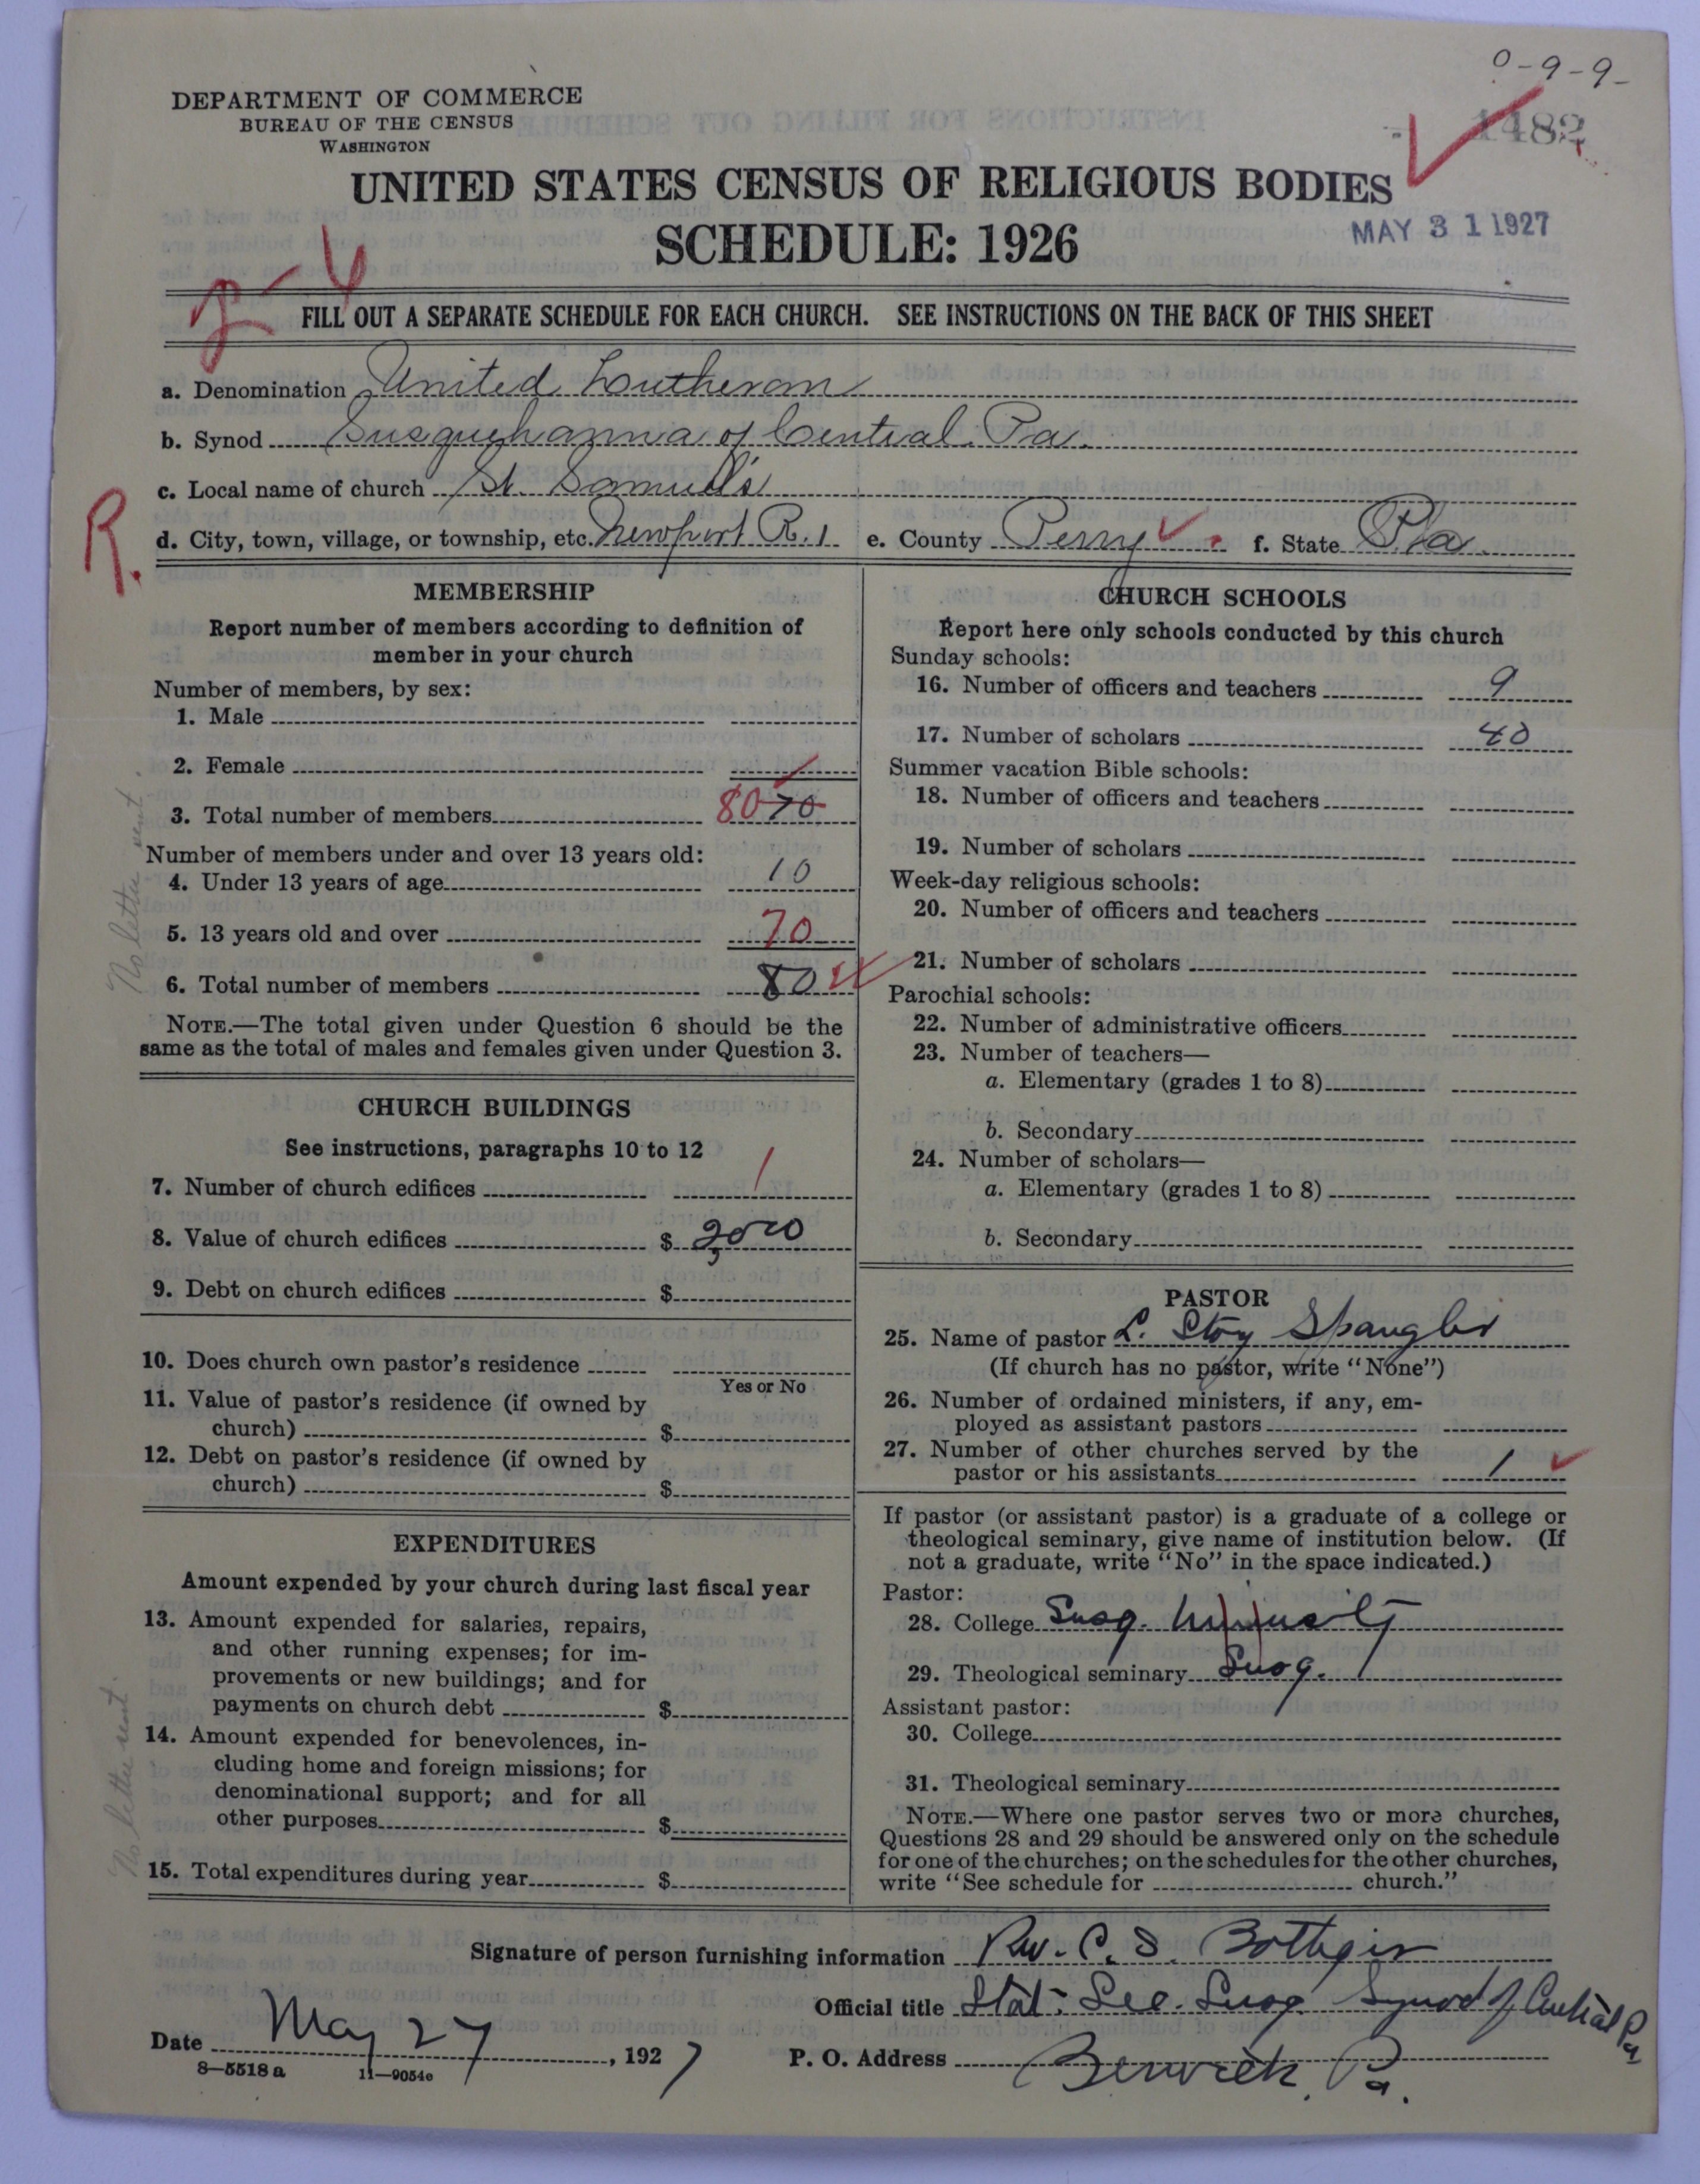 0-9-9-
1482
DEPARTMENT OF COMMERCE
BUREAU OF THE CENSUS
WASHINGTON
UNITED STATES CENSUS OF RELIGIOUS BODIES
SCHEDULE: 1926
MAY 31 1927
FILL OUT A SEPARATE SCHEDULE FOR EACH CHURCH. SEE INSTRUCTIONS ON THE BACK OF THIS SHEET
a. Denomination United Lutheran
b. Synod Susquehanna of Central Pa.
c. Local name of church St. Samuel's
R.
d. City, town, village, or township, etc. Newport R. 1 e. County Perry f. State Pa.
MEMBERSHIP
Report number of members according to definition of
member in your church
Number of members, by sex:
1. Male
2. Female
3. Total number of members 80 70
Number of members under and over 13 years old:
4. Under 13 years of age 10
5. 13 years old and over 70
6. Total number of members 80
NOTE.—The total given under Question 6 should be the
same as the total of males and females given under Question 3.
No letter sent.
CHURCH BUILDINGS
See instructions, paragraphs 10 to 12
7. Number of church edifices 1
8. Value of church edifices $
9. Debt on church edifices $
10. Does church own pastor's residence
Yes or No
11. Value of pastor's residence (if owned by
church) $
12. Debt on pastor's residence (if owned by
church) $
EXPENDITURES
Amount expended by your church during last fiscal year
13. Amount expended for salaries, repairs,
and other running expenses; for im-
provements or new buildings; and for
payments on church debt $
14. Amount expended for benevolences, in-
cluding home and foreign missions; for
denominational support; and for all
other purposes $
15. Total expenditures during year $
No letter sent.
CHURCH SCHOOLS
Report here only schools conducted by this church
Sunday schools:
16. Number of officers and teachers 9
17. Number of scholars 40
Summer vacation Bible schools:
18. Number of officers and teachers
19. Number of scholars
Week-day religious schools:
20. Number of officers and teachers
21. Number of scholars
Parochial schools:
22. Number of administrative officers
23. Number of teachers—
a. Elementary (grades 1 to 8)
b. Secondary
24. Number of scholars—
a. Elementary (grades 1 to 8)
b. Secondary
PASTOR
25. Name of pastor L. Stoy Spangler
(If church has no pastor, write "None")
26. Number of ordained ministers, if any, em-
ployed as assistant pastors
27. Number of other churches served by the
pastor or his assistants 1
If pastor (or assistant pastor) is a graduate of a college or
theological seminary, give name of institution below. (If
not a graduate, write "No" in the space indicated.)
Pastor:
28. College Susq. University
29. Theological seminary Susq.
Assistant pastor:
30. College
31. Theological seminary
NOTE.—Where one pastor serves two or more churches,
Questions 28 and 29 should be answered only on the schedule
for one of the churches; on the schedules for the other churches,
write "See schedule for church."
Signature of person furnishing information Rev. C. S. Bottiger
Official title Stat. Sec. Susq. Synod of Central Pa
Date May 27, 1927 P. O. Address Berwick, Pa.
8—5518 a 11—9054e